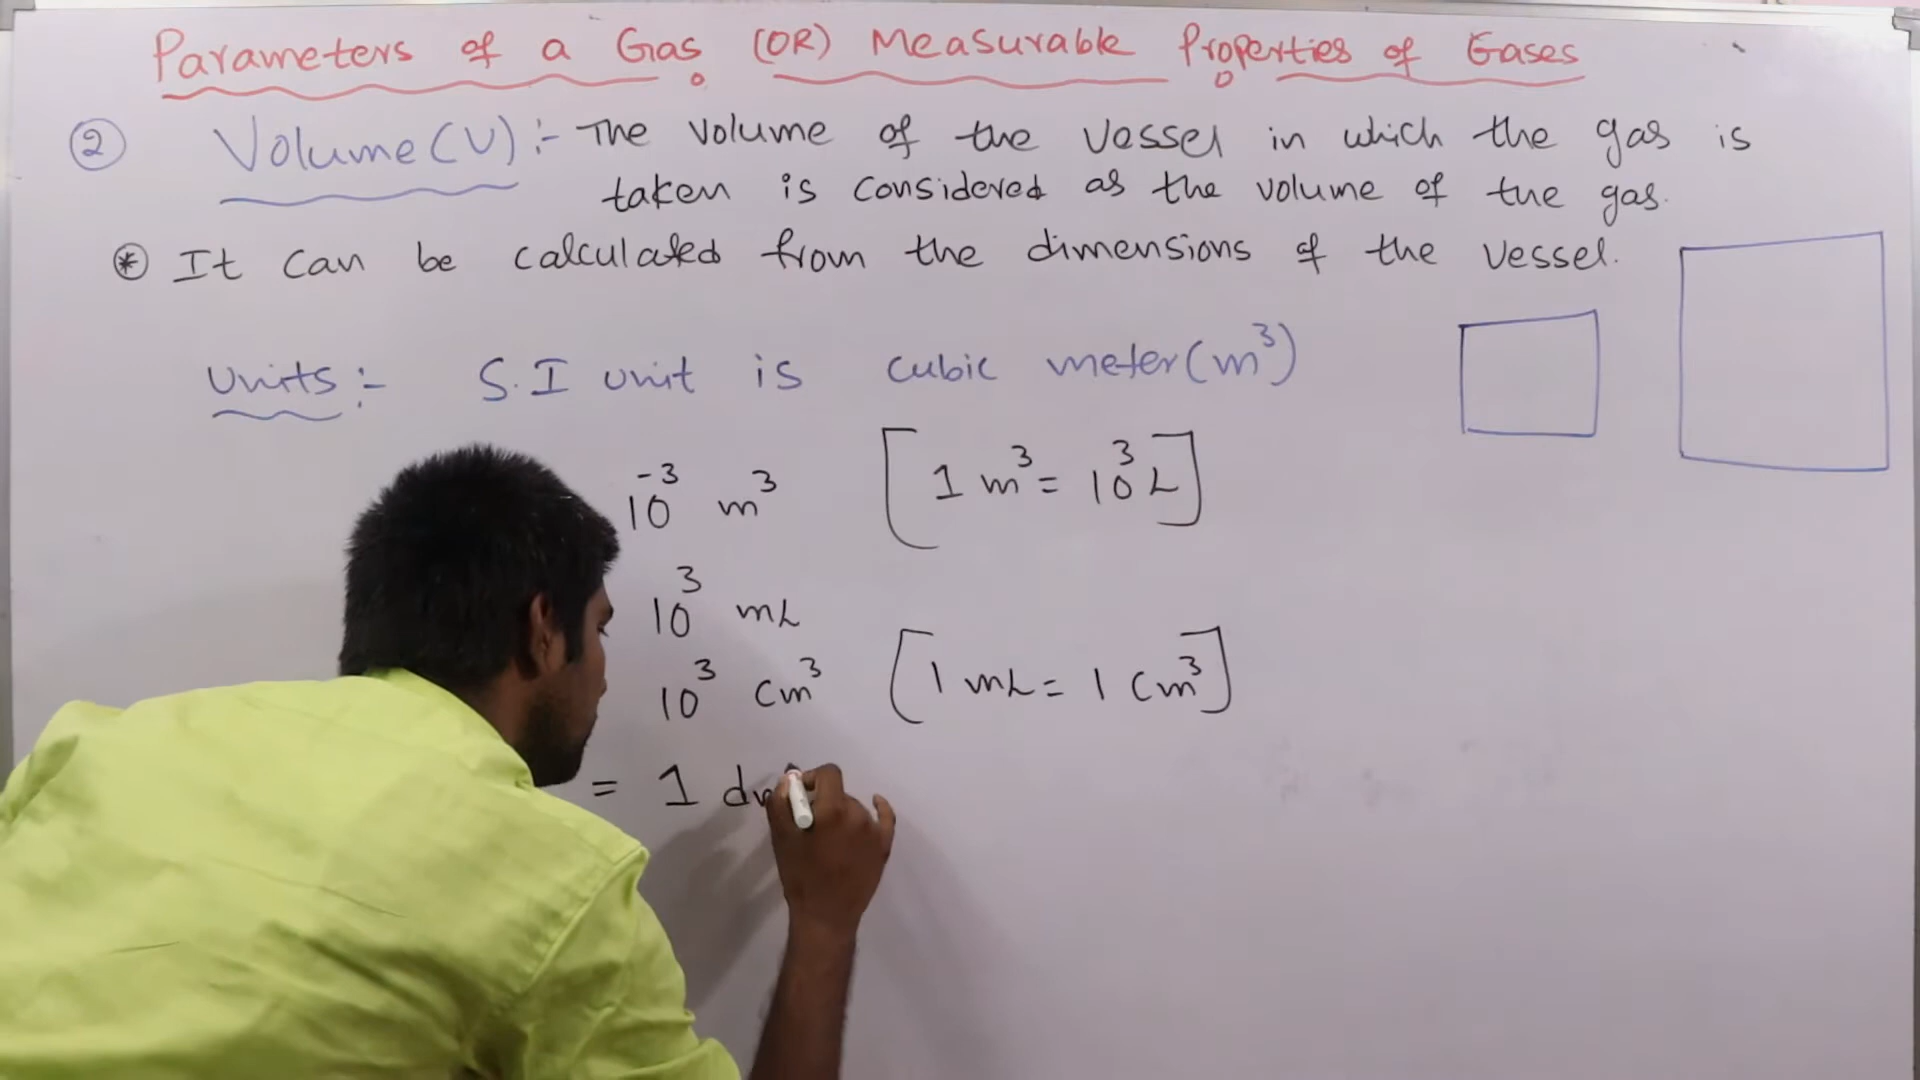 Parameters of a Gas (OR) Measurable Properties of Gases
② Volume(V) :- The volume of the vessel in which the gas is
taken is considered as the volume of the gas.
⊛ It can be calculated from the dimensions of the vessel.
Units :- S.I unit is cubic meter (m³)
10⁻³ m³ [1 m³ = 10³ L]
10³ mL
10³ cm³ [1 mL = 1 cm³]
= 1